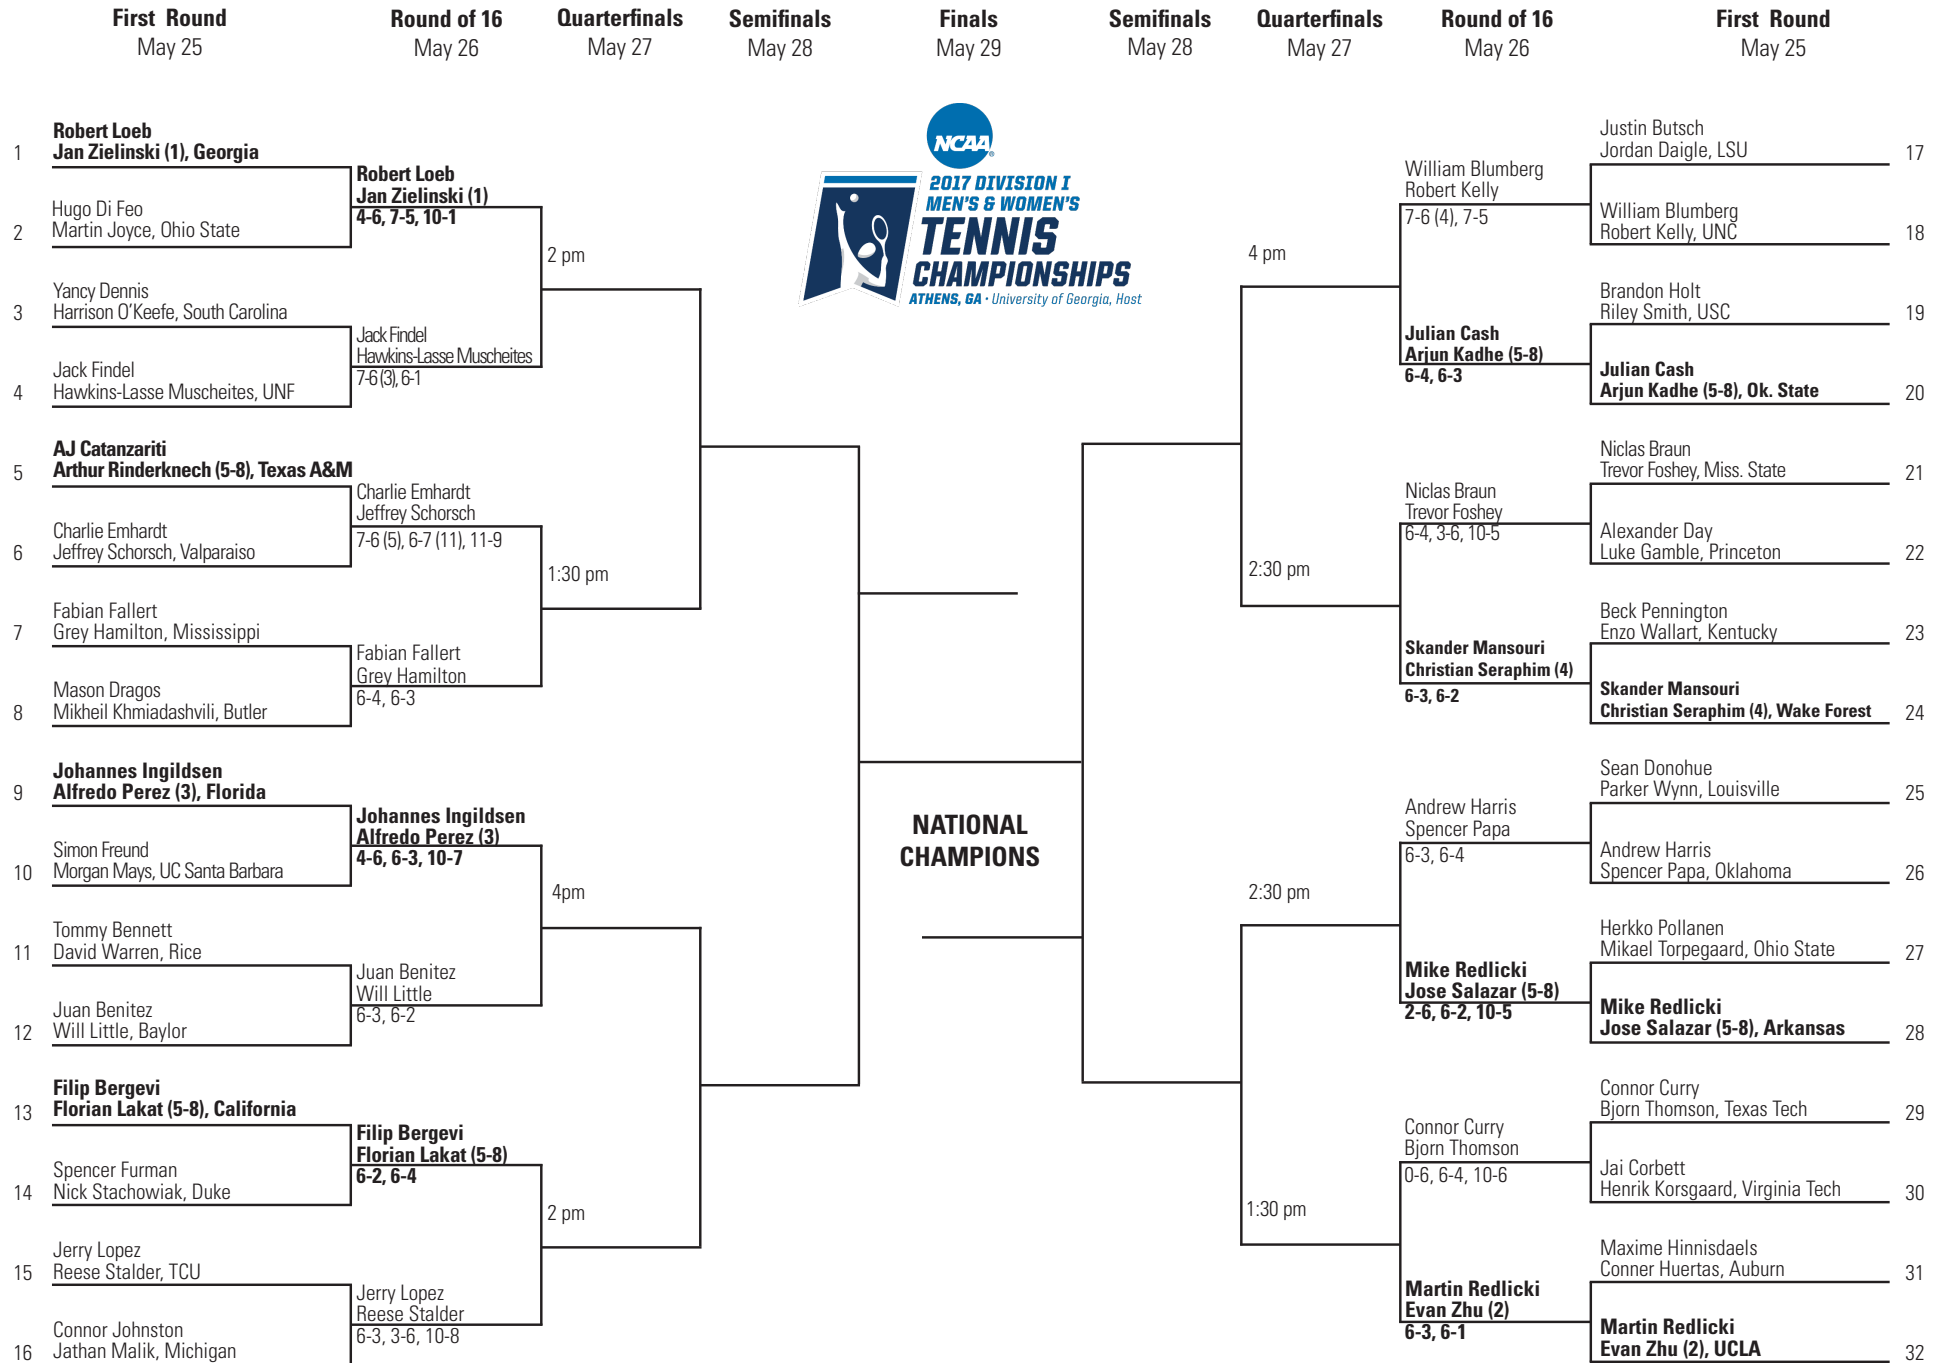 First Round
May 25
Round of 16
May 26
Quarterfinals
May 27
Semifinals
May 28
Finals
May 29
Semifinals
May 28
Quarterfinals
May 27
Round of 16
May 26
First Round
May 25
NCAA
2017 DIVISION I
MEN'S & WOMEN'S
TENNIS
CHAMPIONSHIPS
ATHENS, GA · University of Georgia, Host
Robert Loeb
1 Jan Zielinski (1), Georgia
Hugo Di Feo
2 Martin Joyce, Ohio State
Yancy Dennis
3 Harrison O'Keefe, South Carolina
Jack Findel
4 Hawkins-Lasse Muscheites, UNF
AJ Catanzariti
5 Arthur Rinderknech (5-8), Texas A&M
Charlie Emhardt
6 Jeffrey Schorsch, Valparaiso
Fabian Fallert
7 Grey Hamilton, Mississippi
Mason Dragos
8 Mikheil Khmiadashvili, Butler
Johannes Ingildsen
9 Alfredo Perez (3), Florida
Simon Freund
10 Morgan Mays, UC Santa Barbara
Tommy Bennett
11 David Warren, Rice
Juan Benitez
12 Will Little, Baylor
Filip Bergevi
13 Florian Lakat (5-8), California
Spencer Furman
14 Nick Stachowiak, Duke
Jerry Lopez
15 Reese Stalder, TCU
Connor Johnston
16 Jathan Malik, Michigan
Robert Loeb
Jan Zielinski (1)
4-6, 7-5, 10-1
Jack Findel
Hawkins-Lasse Muscheites
7-6 (3), 6-1
Charlie Emhardt
Jeffrey Schorsch
7-6 (5), 6-7 (11), 11-9
Fabian Fallert
Grey Hamilton
6-4, 6-3
Johannes Ingildsen
Alfredo Perez (3)
4-6, 6-3, 10-7
Juan Benitez
Will Little
6-3, 6-2
Filip Bergevi
Florian Lakat (5-8)
6-2, 6-4
Jerry Lopez
Reese Stalder
6-3, 3-6, 10-8
2 pm
1:30 pm
4pm
2 pm
NATIONAL
CHAMPIONS
4 pm
2:30 pm
2:30 pm
1:30 pm
William Blumberg
Robert Kelly
7-6 (4), 7-5
Julian Cash
Arjun Kadhe (5-8)
6-4, 6-3
Niclas Braun
Trevor Foshey
6-4, 3-6, 10-5
Skander Mansouri
Christian Seraphim (4)
6-3, 6-2
Andrew Harris
Spencer Papa
6-3, 6-4
Mike Redlicki
Jose Salazar (5-8)
2-6, 6-2, 10-5
Connor Curry
Bjorn Thomson
0-6, 6-4, 10-6
Martin Redlicki
Evan Zhu (2)
6-3, 6-1
Justin Butsch
Jordan Daigle, LSU 17
William Blumberg
Robert Kelly, UNC 18
Brandon Holt
Riley Smith, USC 19
Julian Cash
Arjun Kadhe (5-8), Ok. State 20
Niclas Braun
Trevor Foshey, Miss. State 21
Alexander Day
Luke Gamble, Princeton 22
Beck Pennington
Enzo Wallart, Kentucky 23
Skander Mansouri
Christian Seraphim (4), Wake Forest 24
Sean Donohue
Parker Wynn, Louisville 25
Andrew Harris
Spencer Papa, Oklahoma 26
Herkko Pollanen
Mikael Torpegaard, Ohio State 27
Mike Redlicki
Jose Salazar (5-8), Arkansas 28
Connor Curry
Bjorn Thomson, Texas Tech 29
Jai Corbett
Henrik Korsgaard, Virginia Tech 30
Maxime Hinnisdaels
Conner Huertas, Auburn 31
Martin Redlicki
Evan Zhu (2), UCLA 32